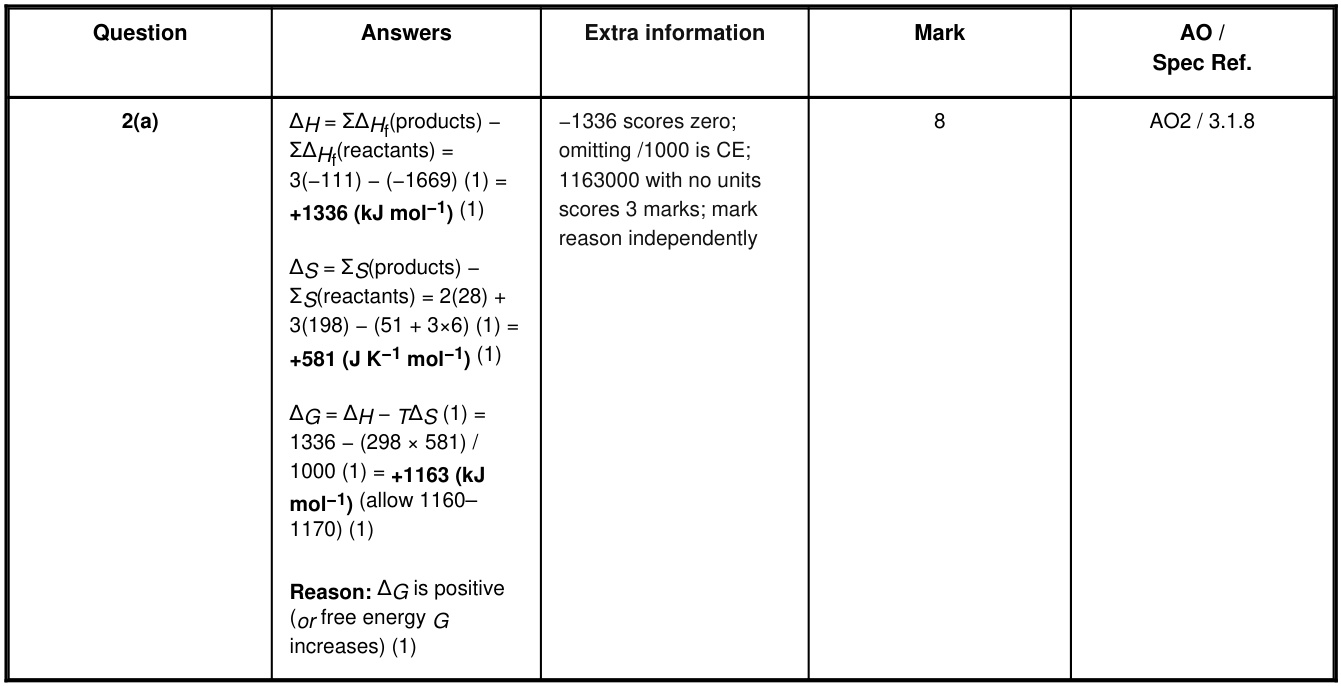 Question
Answers
Extra information
Mark
AO /
Spec Ref.
2(a)
ΔH = ΣΔHf(products) −
ΣΔHf(reactants) =
3(−111) − (−1669) (1) =
+1336 (kJ mol−1) (1)
ΔS = ΣS(products) −
ΣS(reactants) = 2(28) +
3(198) − (51 + 3×6) (1) =
+581 (J K−1 mol−1) (1)
ΔG = ΔH − TΔS (1) =
1336 − (298 × 581) /
1000 (1) = +1163 (kJ
mol−1) (allow 1160–
1170) (1)
Reason: ΔG is positive
(or free energy G
increases) (1)
−1336 scores zero;
omitting /1000 is CE;
1163000 with no units
scores 3 marks; mark
reason independently
8
AO2 / 3.1.8